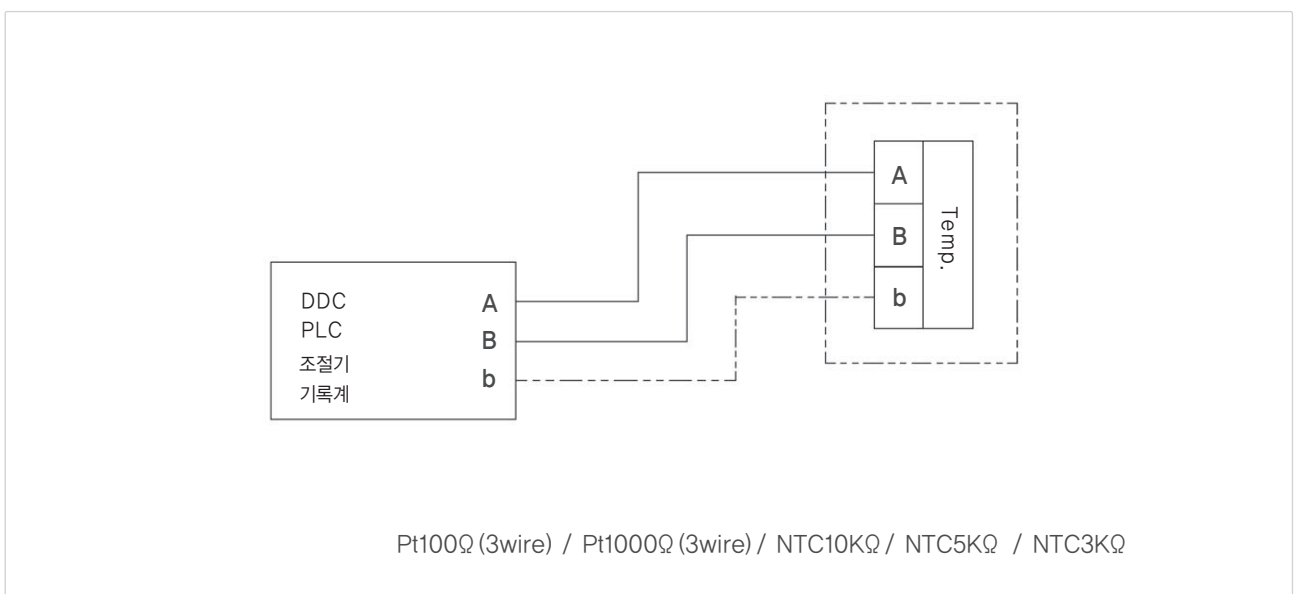 A
Temp.
B
b
DDC A
PLC B
조절기 b
기록계
Pt100Ω (3wire) / Pt1000Ω (3wire) / NTC10KΩ / NTC5KΩ / NTC3KΩ